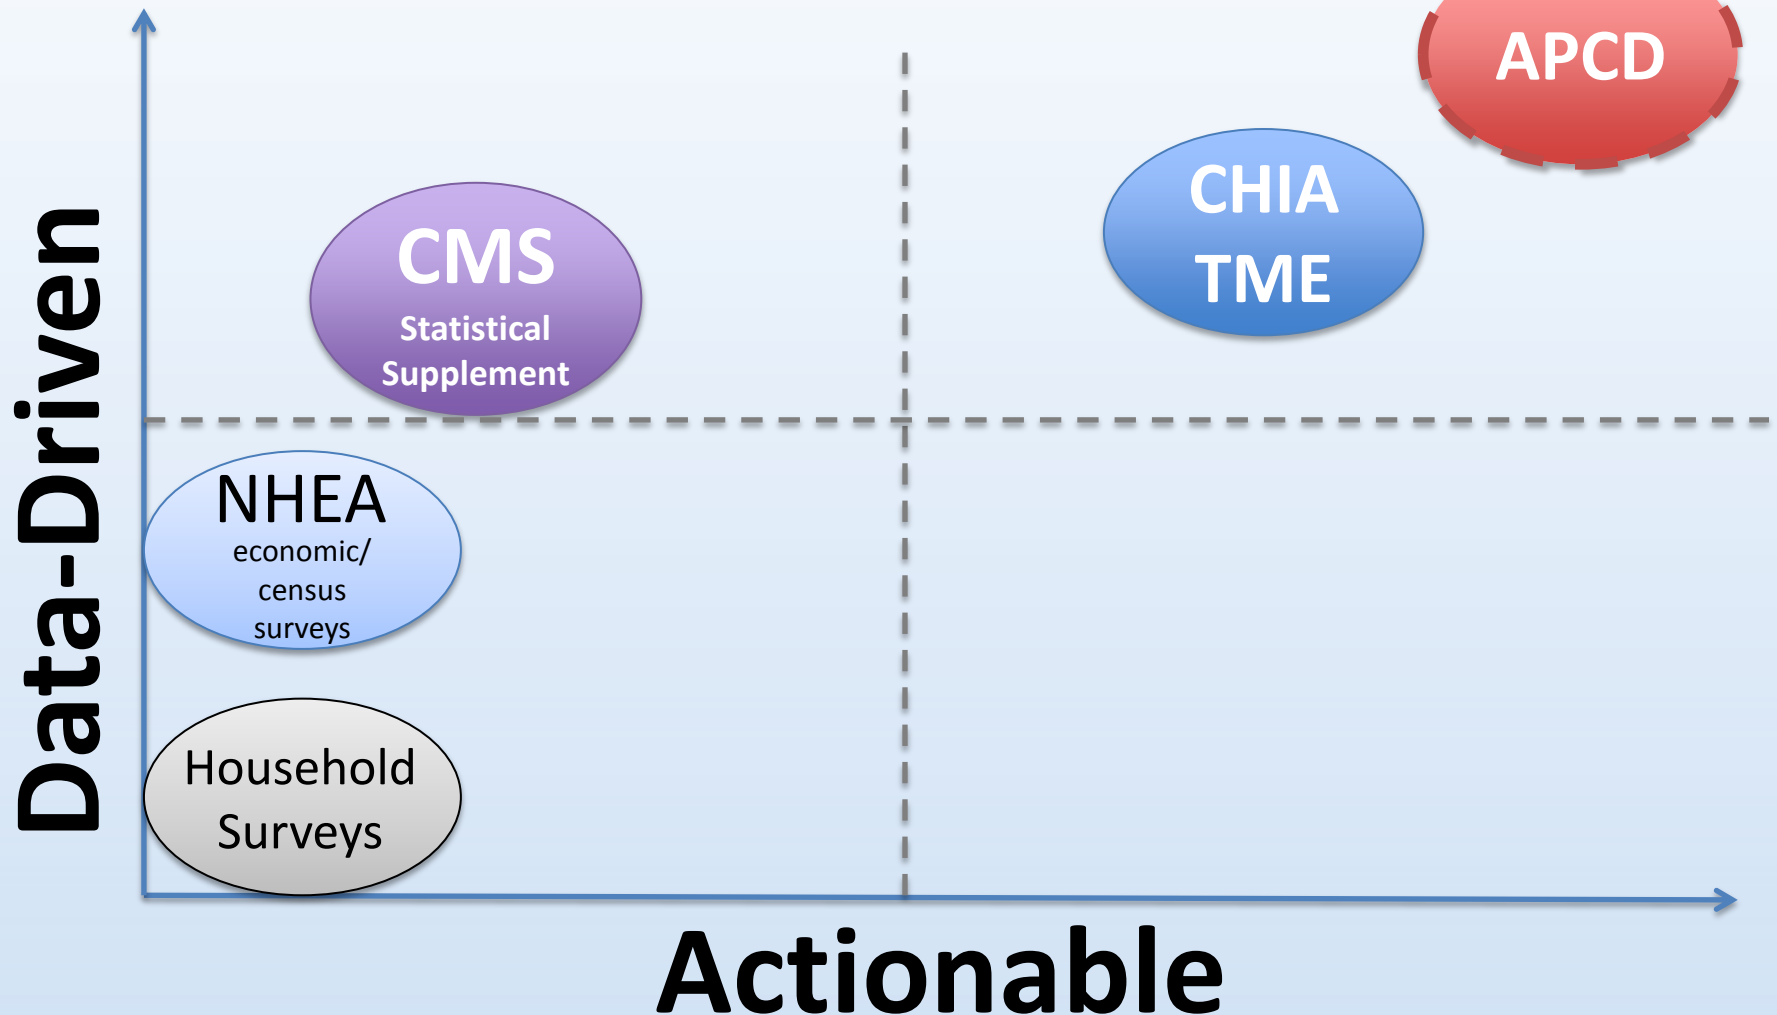 APCD
CHIA
TME
CMS
Statistical
Supplement
NHEA
economic/
census
surveys
Household
Surveys
Data-Driven
Actionable